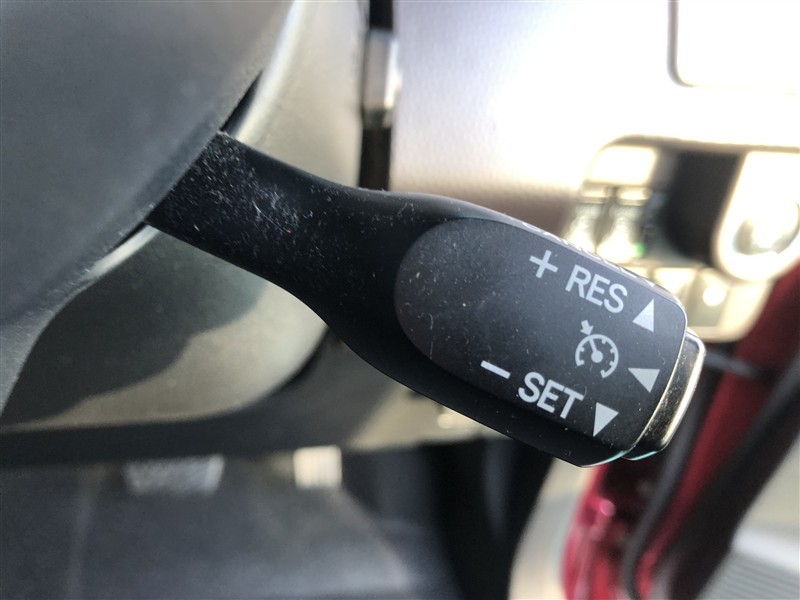 + RES
- SET